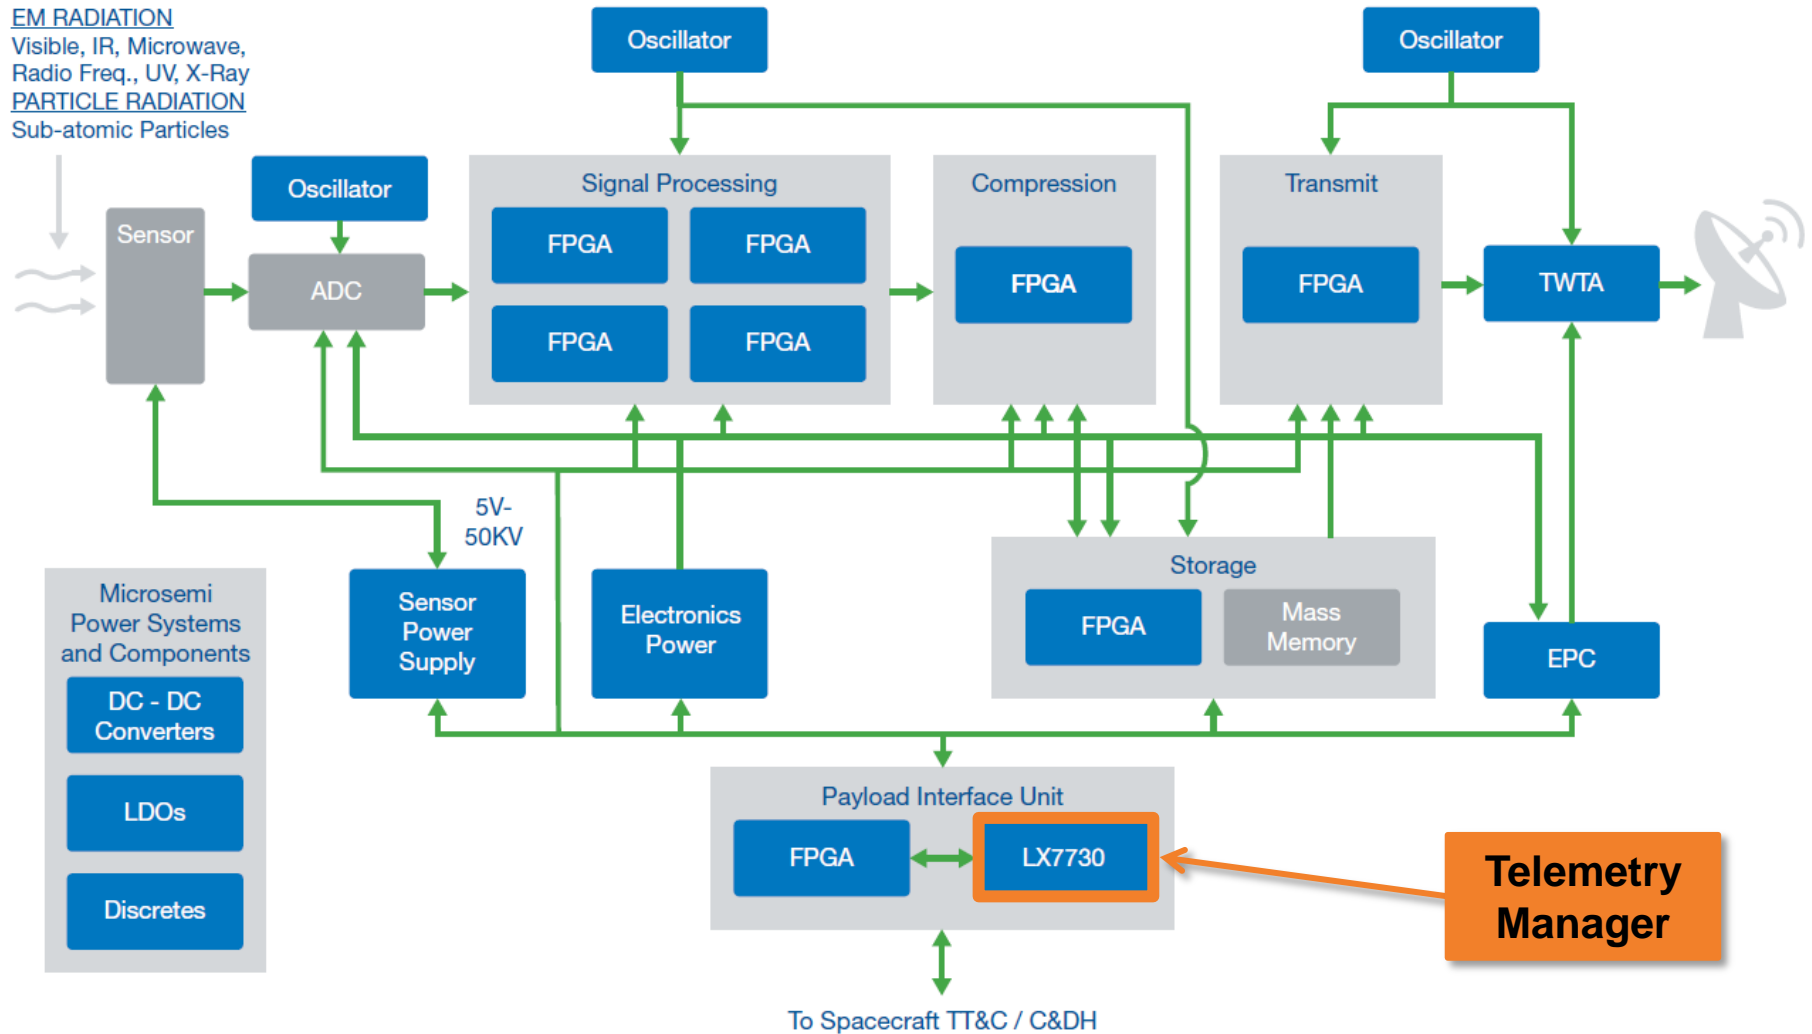 EM RADIATION
Visible, IR, Microwave,
Radio Freq., UV, X-Ray
PARTICLE RADIATION
Sub-atomic Particles
Oscillator
Oscillator
Oscillator
Sensor
ADC
Signal Processing
FPGA
FPGA
FPGA
FPGA
Compression
FPGA
Transmit
FPGA
TWTA
5V-
50KV
Microsemi
Power Systems
and Components
DC - DC
Converters
LDOs
Discretes
Sensor
Power
Supply
Electronics
Power
Storage
FPGA
Mass
Memory
EPC
Payload Interface Unit
FPGA
LX7730
Telemetry
Manager
To Spacecraft TT&C / C&DH